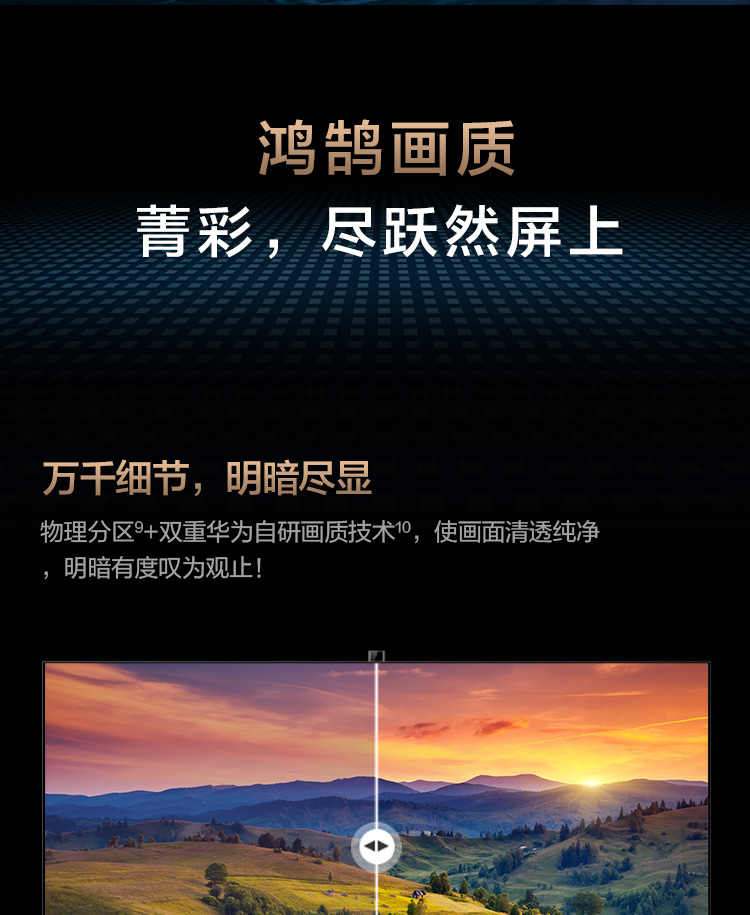 鸿鹄画质
菁彩，尽跃然屏上
万千细节，明暗尽显
物理分区⁹+双重华为自研画质技术¹⁰，使画面清透纯净
，明暗有度叹为观止！